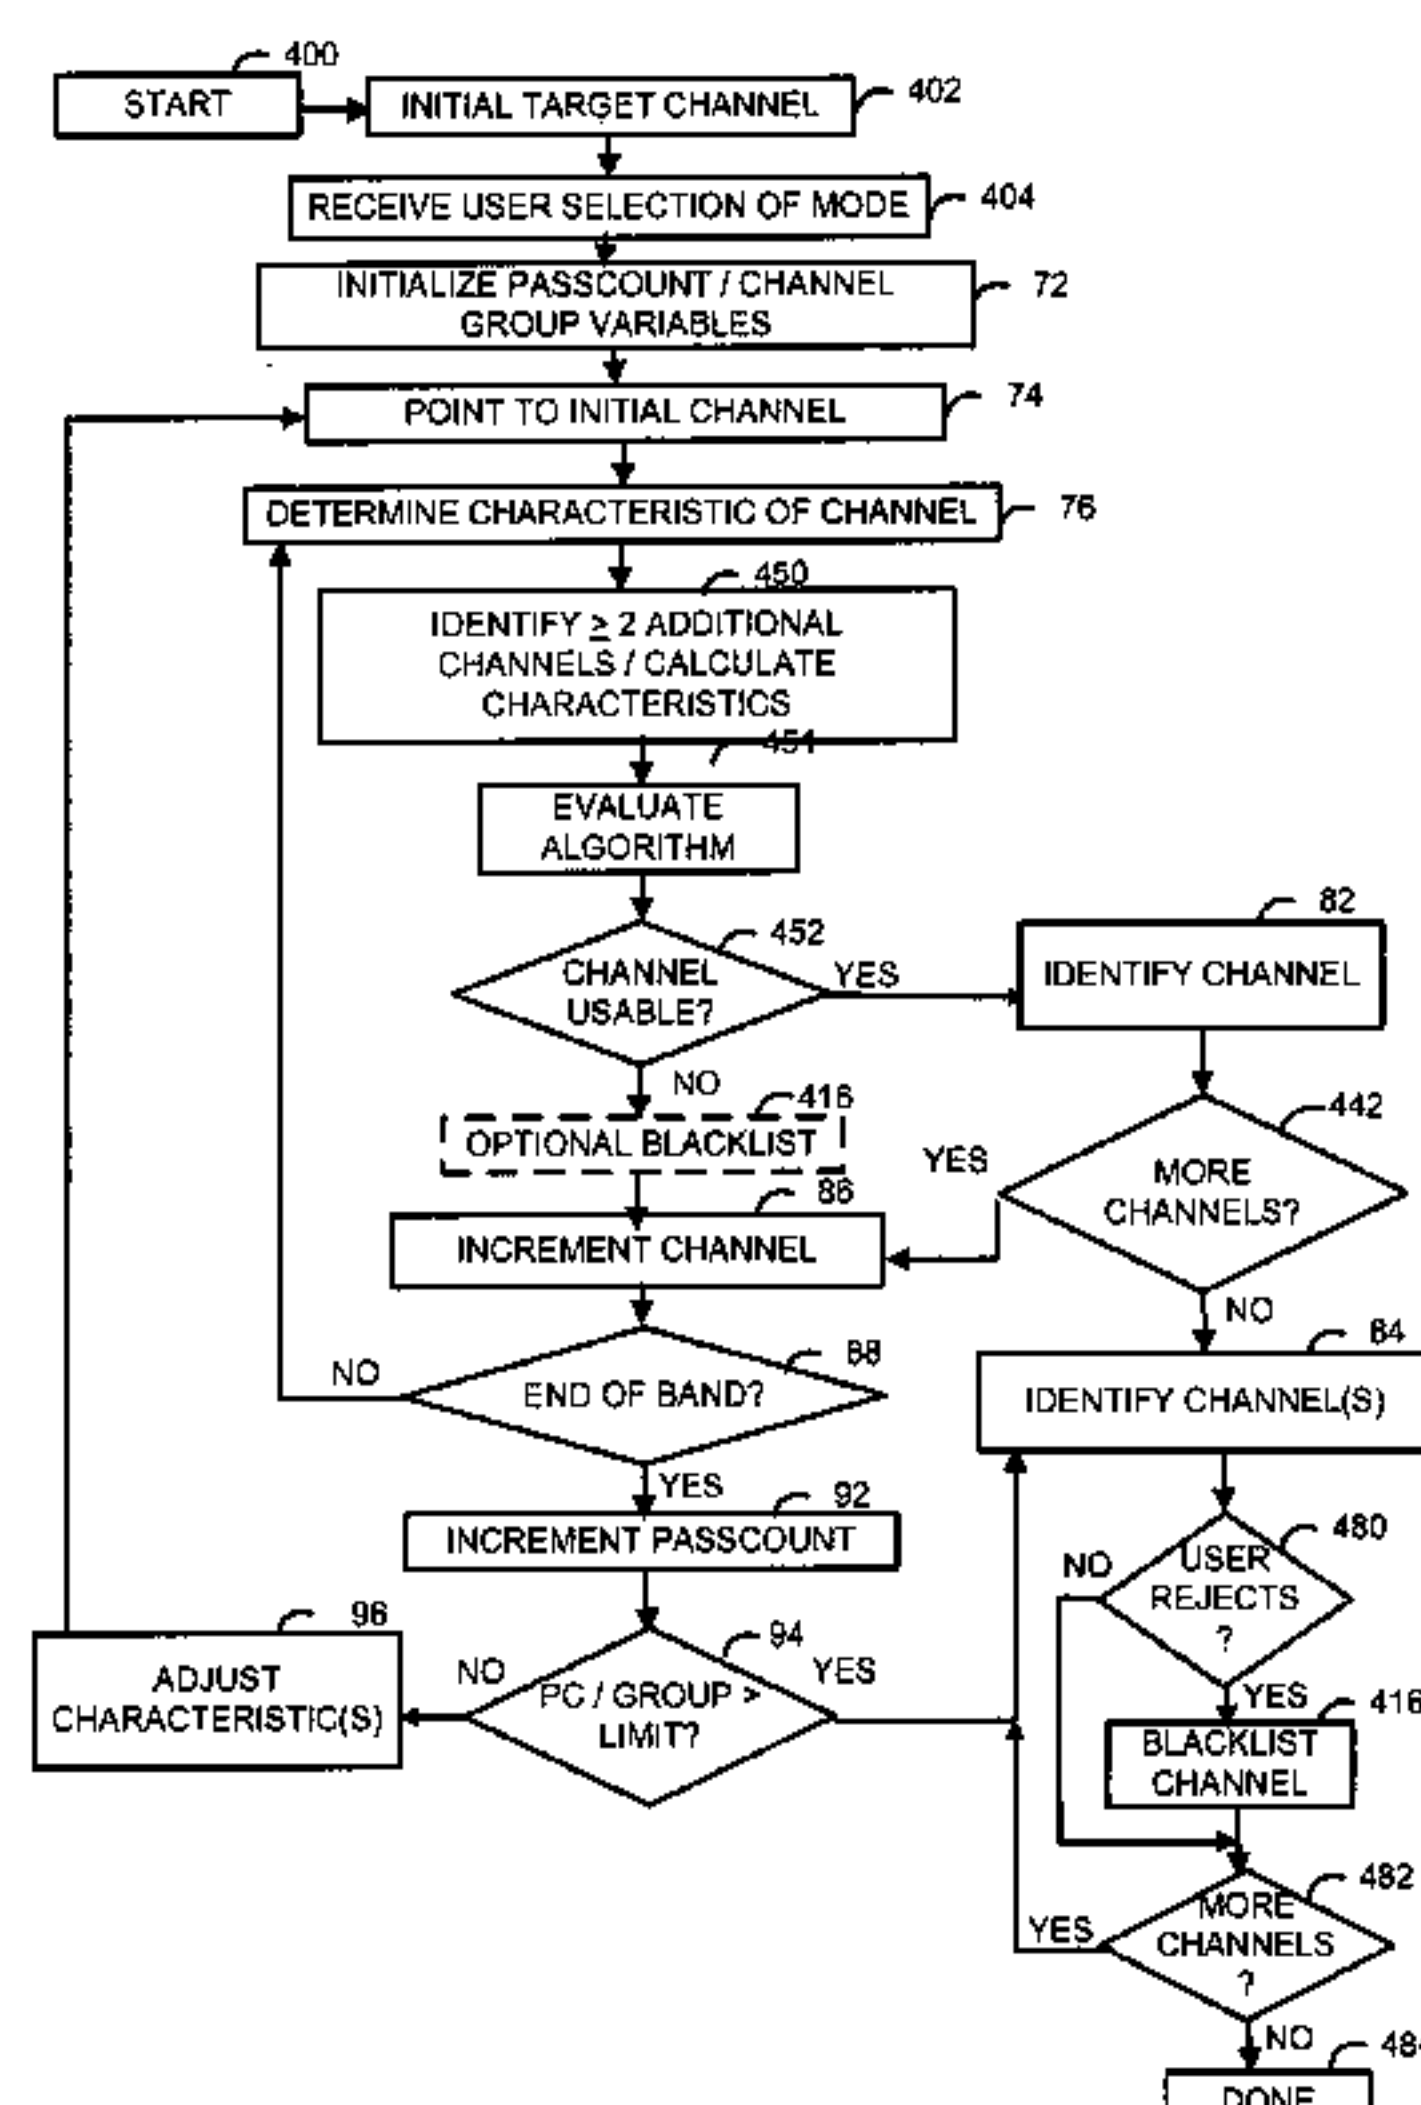 400
START
INITIAL TARGET CHANNEL
402
RECEIVE USER SELECTION OF MODE
404
INITIALIZE PASSCOUNT / CHANNEL
GROUP VARIABLES
72
POINT TO INITIAL CHANNEL
74
DETERMINE CHARACTERISTIC OF CHANNEL
76
450
IDENTIFY ≥ 2 ADDITIONAL
CHANNELS / CALCULATE
CHARACTERISTICS
451
EVALUATE
ALGORITHM
452
CHANNEL
USABLE?
YES
82
IDENTIFY CHANNEL
NO
416
OPTIONAL BLACKLIST
442
MORE
CHANNELS?
YES
86
INCREMENT CHANNEL
NO
84
IDENTIFY CHANNEL(S)
88
END OF BAND?
NO
YES
92
INCREMENT PASSCOUNT
480
USER
REJECTS
?
NO
96
ADJUST
CHARACTERISTIC(S)
NO
94
PC / GROUP >
LIMIT?
YES
YES
416
BLACKLIST
CHANNEL
482
MORE
CHANNELS
?
YES
NO
DONE